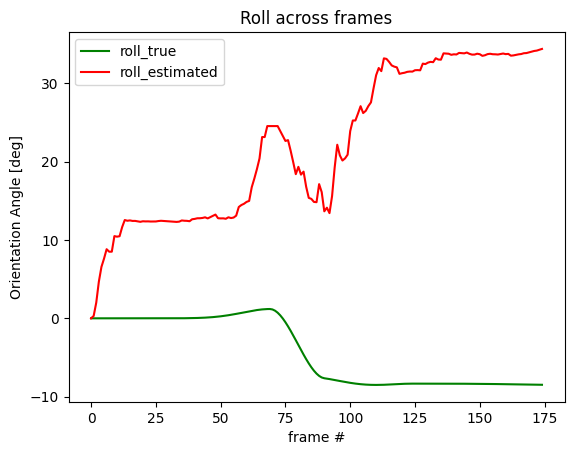 Roll across frames
roll_true
roll_estimated
Orientation Angle [deg]
30
20
10
0
−10
0 25 50 75 100 125 150 175
frame #